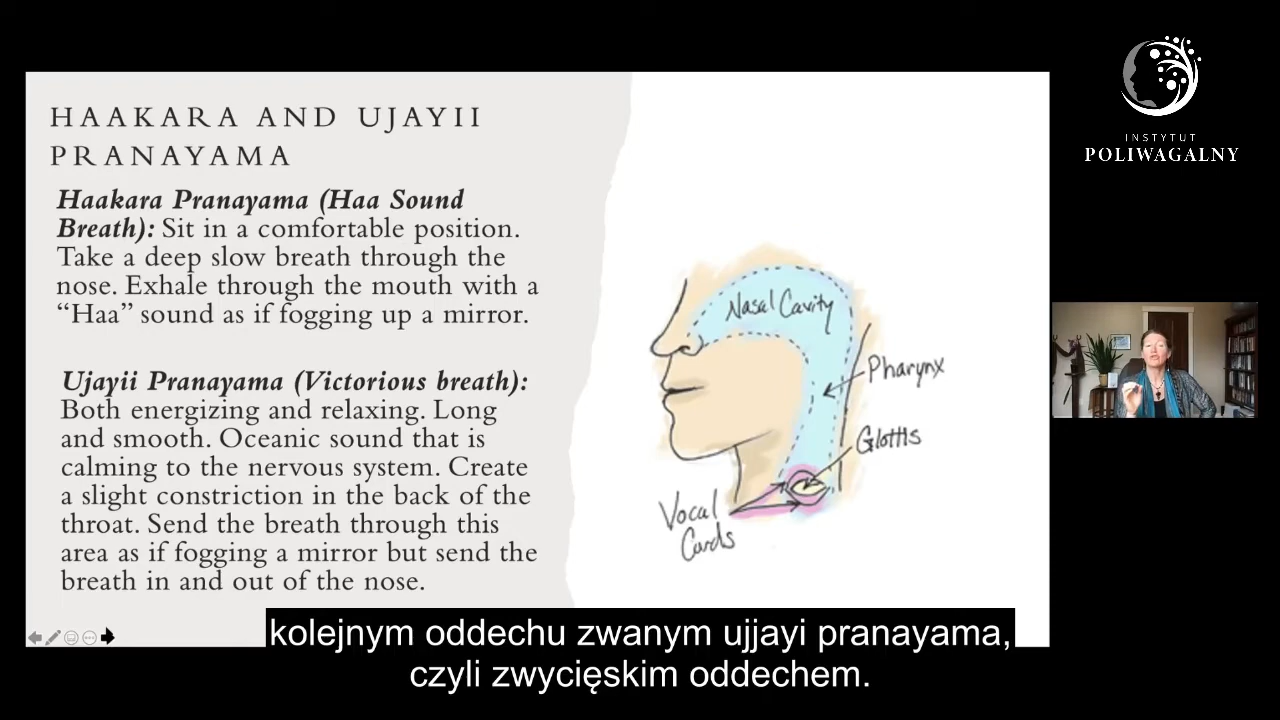 HAAKARA AND UJAYII
PRANAYAMA
Haakara Pranayama (Haa Sound
Breath): Sit in a comfortable position.
Take a deep slow breath through the
nose. Exhale through the mouth with a
“Haa” sound as if fogging up a mirror.
Ujayii Pranayama (Victorious breath):
Both energizing and relaxing. Long
and smooth. Oceanic sound that is
calming to the nervous system. Create
a slight constriction in the back of the
throat. Send the breath through this
area as if fogging a mirror but send the
breath in and out of the nose.
Nasal Cavity
Pharynx
Glottis
Vocal
Cords
INSTYTUT
POLIWAGALNY
kolejnym oddechu zwanym ujjayi pranayama,
czyli zwycięskim oddechem.